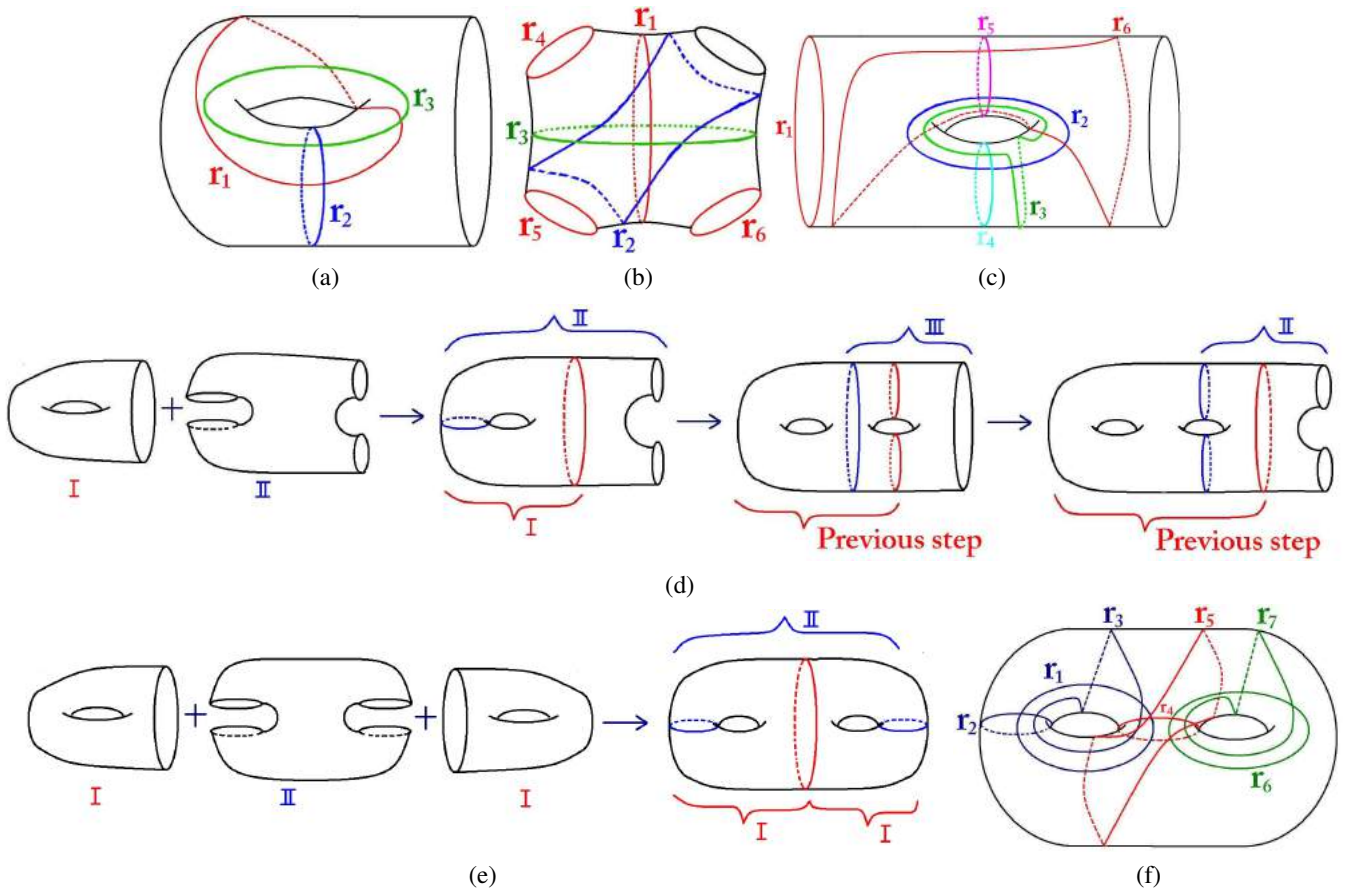 r1
r3
r2
(a)
r4
r1
r3
r5
r2
r6
(b)
r5
r6
r1
r2
r3
r4
(c)
I
+
II
→
II
I
→
III
Previous step
→
II
Previous step
(d)
I
+
II
+
I
→
II
I
I
(e)
r3
r5
r7
r1
r4
r2
r6
(f)